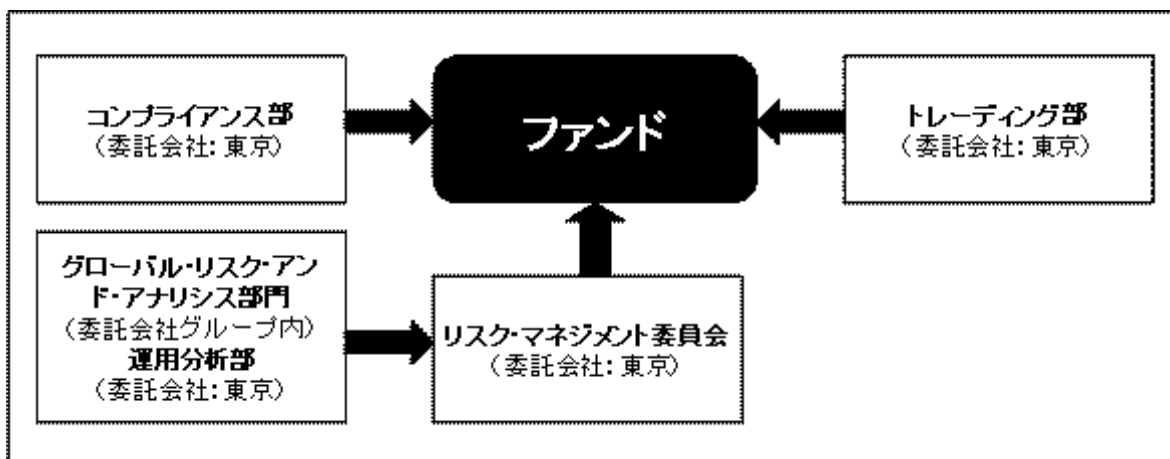 コンプライアンス部
（委託会社：東京）
ファンド
トレーディング部
（委託会社：東京）
グローバル・リスク・アン
ド・アナリシス部門
（委託会社グループ内）
運用分析部
（委託会社：東京）
リスク・マネジメント委員会
（委託会社：東京）